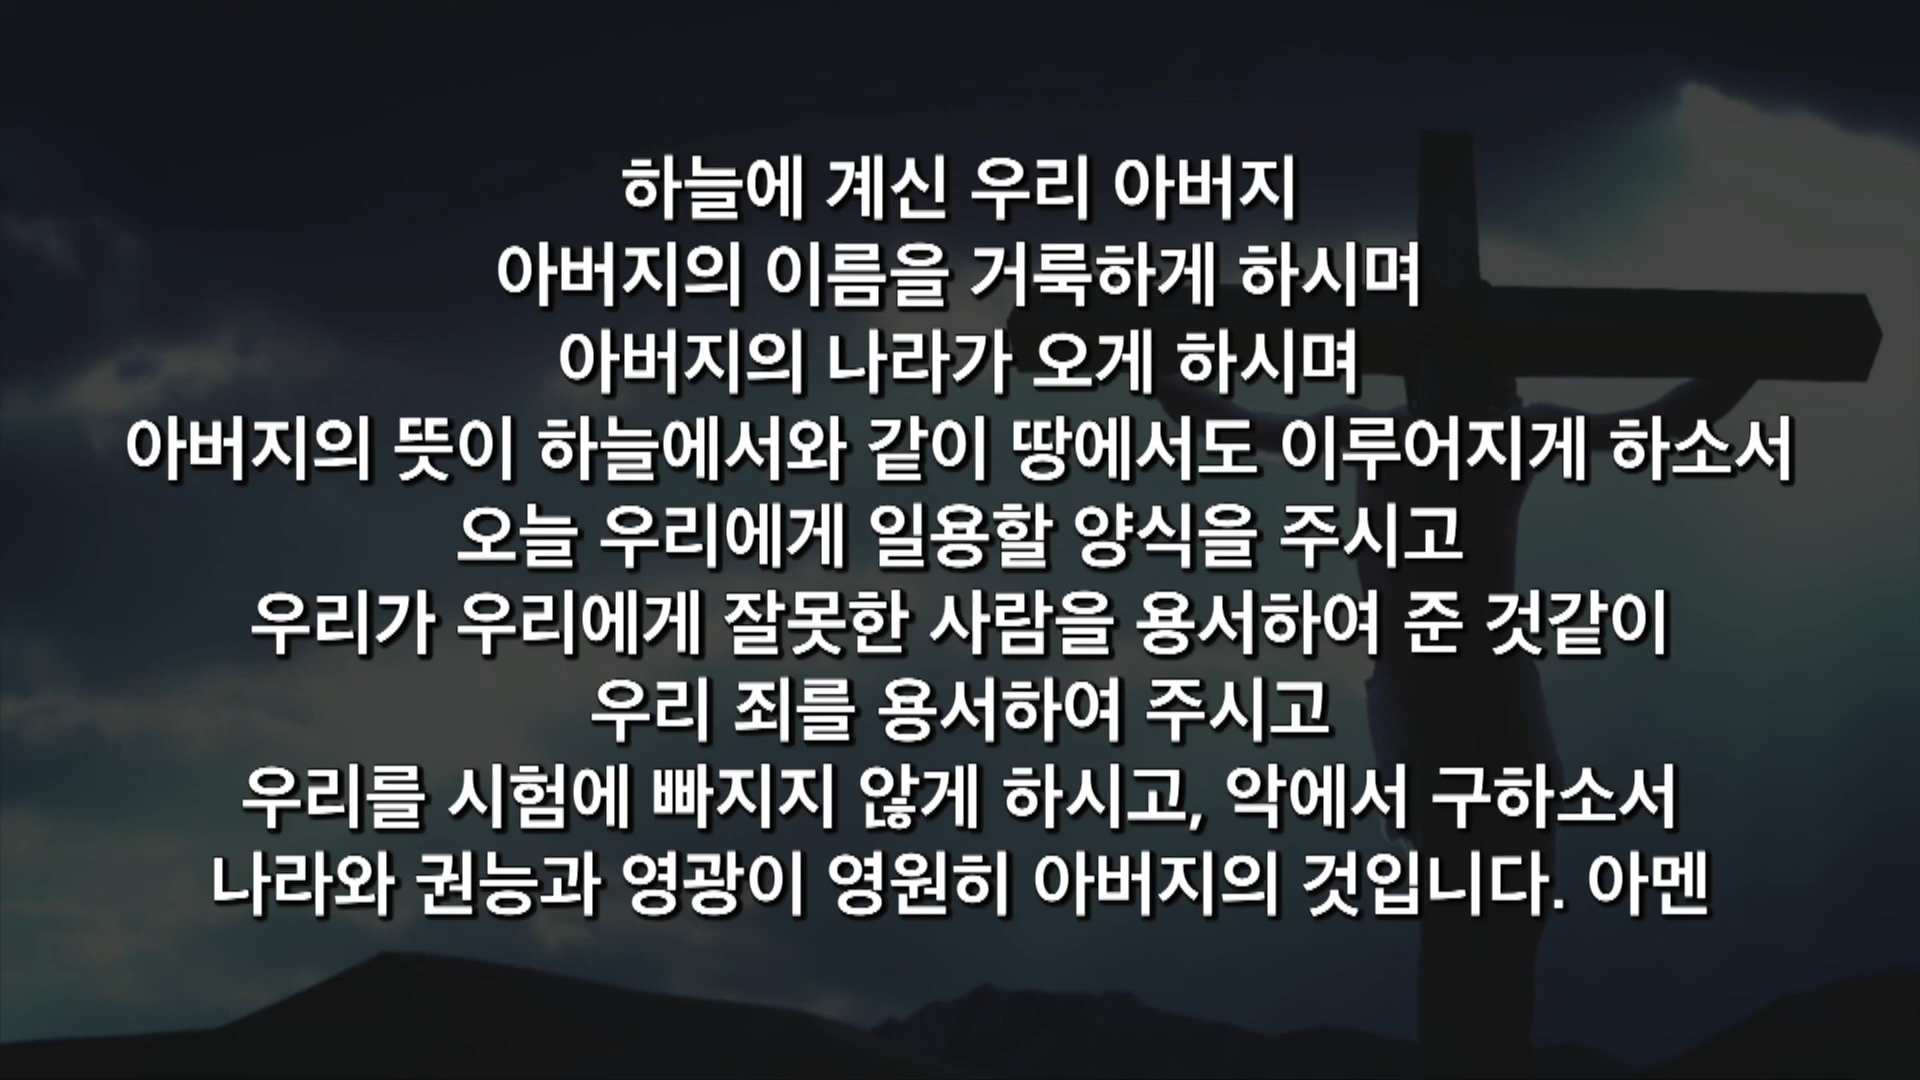 하늘에 계신 우리 아버지
아버지의 이름을 거룩하게 하시며
아버지의 나라가 오게 하시며
아버지의 뜻이 하늘에서와 같이 땅에서도 이루어지게 하소서
오늘 우리에게 일용할 양식을 주시고
우리가 우리에게 잘못한 사람을 용서하여 준 것같이
우리 죄를 용서하여 주시고
우리를 시험에 빠지지 않게 하시고, 악에서 구하소서
나라와 권능과 영광이 영원히 아버지의 것입니다. 아멘